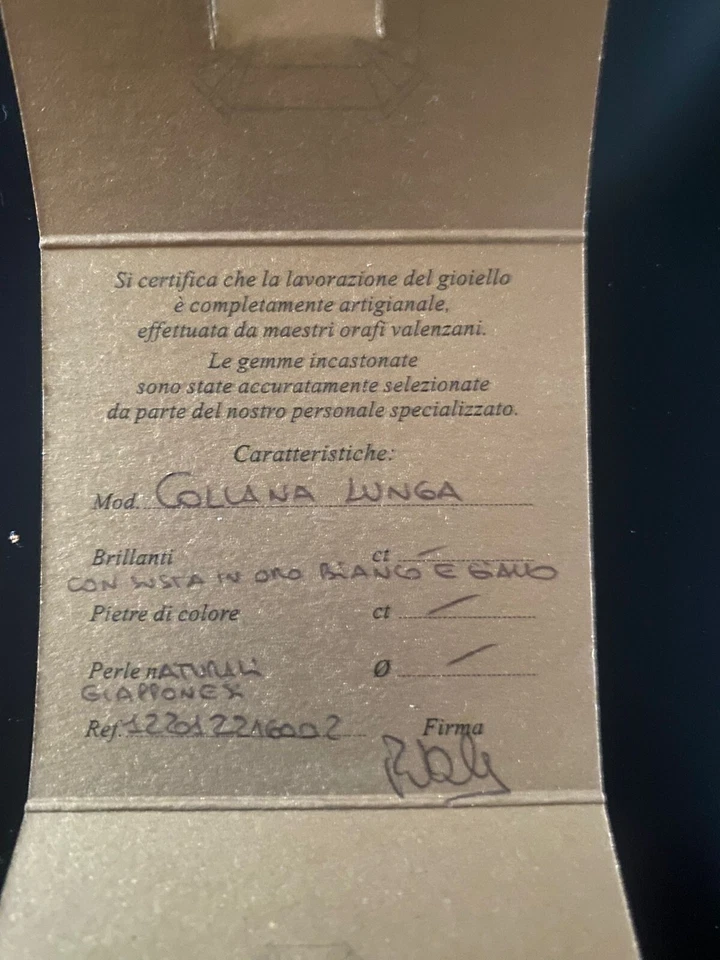 Si certifica che la lavorazione del gioiello
è completamente artigianale,
effettuata da maestri orafi valenzani.
Le gemme incastonate
sono state accuratamente selezionate
da parte del nostro personale specializzato.
Caratteristiche:
Mod. COLLANA LUNGA
Brillanti ct
CON SUSTA IN ORO BIANCO E GIALLO
Pietre di colore ct
Perle NATURALI Ø
GIAPPONESI
Ref. 122012216002 Firma